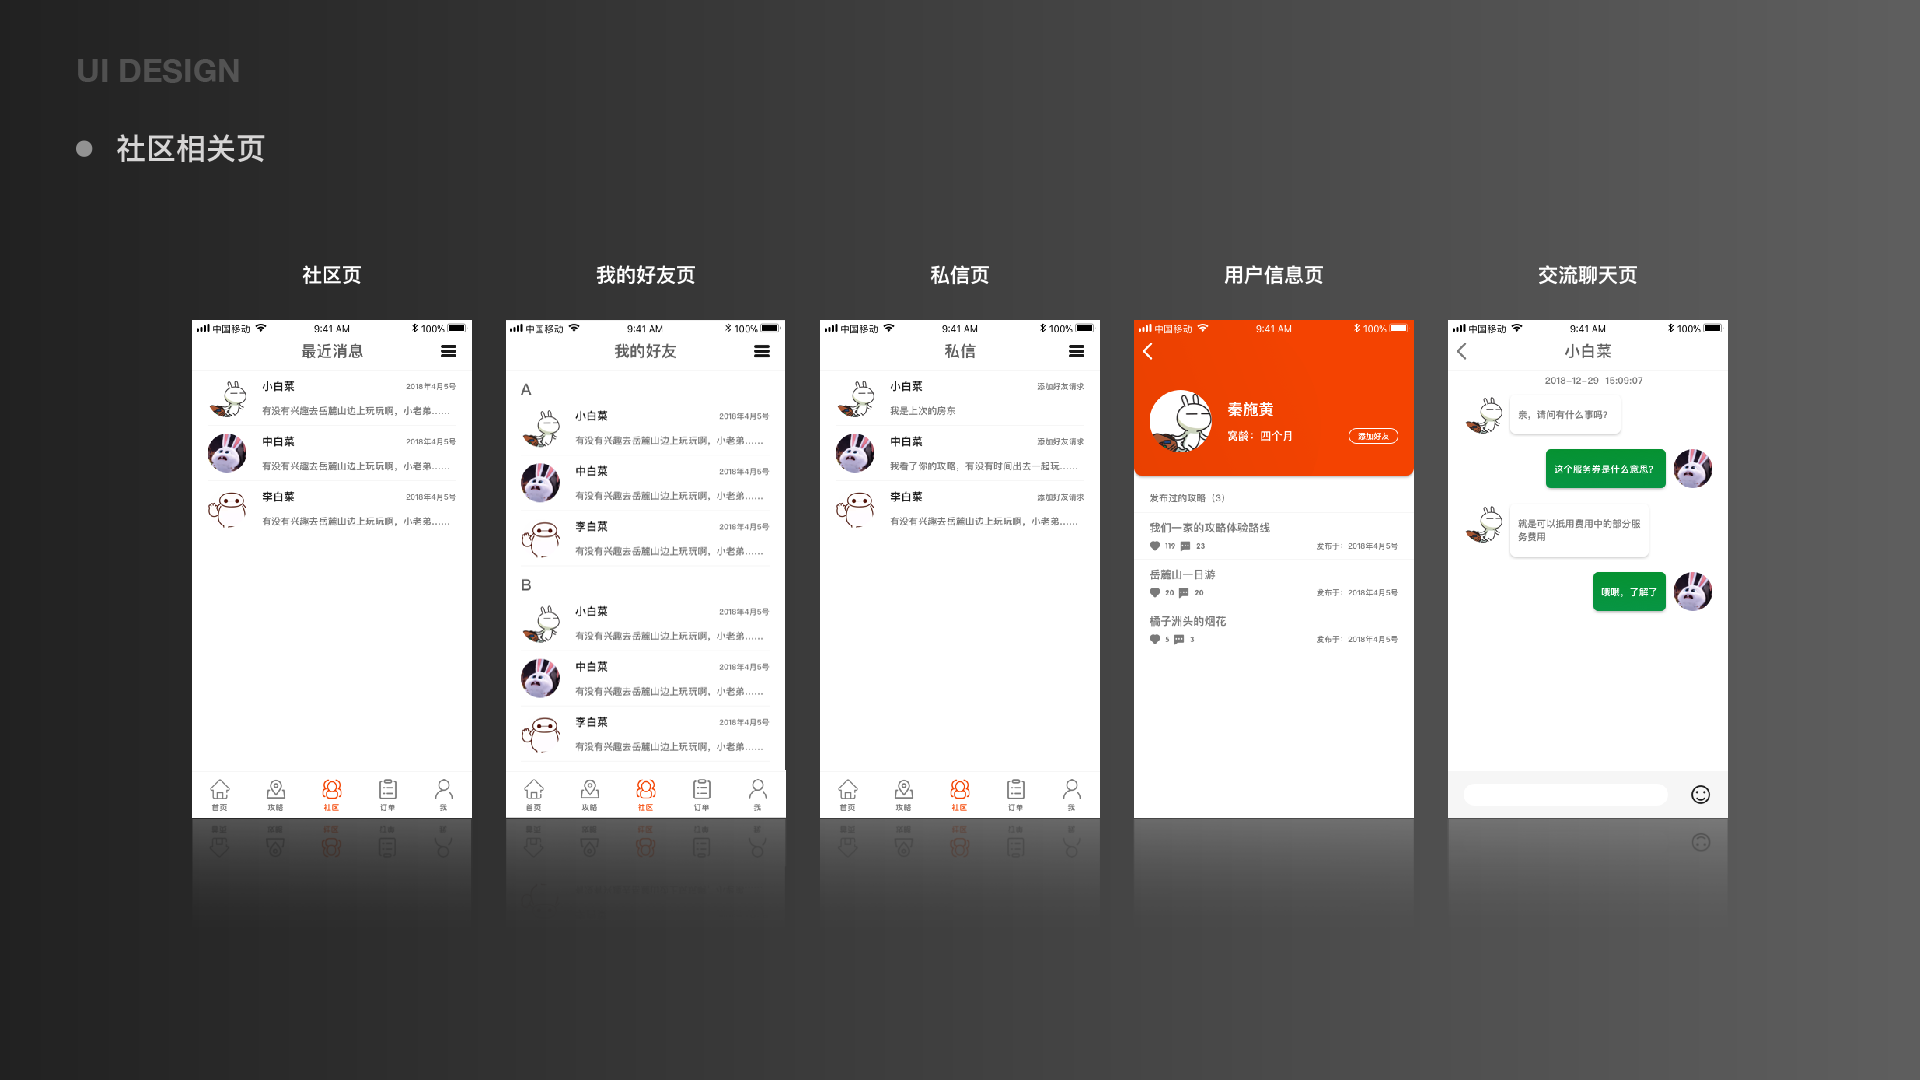 UI DESIGN
社区相关页
社区页
中国移动 9:41 AM 100%
最近消息
小白菜 2018年4月5号
有没有兴趣去岳麓山边上玩玩啊，小老弟......
中白菜 2018年4月5号
有没有兴趣去岳麓山边上玩玩啊，小老弟......
李白菜 2018年4月5号
有没有兴趣去岳麓山边上玩玩啊，小老弟......
首页 攻略 社区 订单 我
我的好友页
中国移动 9:41 AM 100%
我的好友
A
小白菜 2018年4月5号
有没有兴趣去岳麓山边上玩玩啊，小老弟......
中白菜 2018年4月5号
有没有兴趣去岳麓山边上玩玩啊，小老弟......
李白菜 2018年4月5号
有没有兴趣去岳麓山边上玩玩啊，小老弟......
B
小白菜 2018年4月5号
有没有兴趣去岳麓山边上玩玩啊，小老弟......
中白菜 2018年4月5号
有没有兴趣去岳麓山边上玩玩啊，小老弟......
李白菜 2018年4月5号
有没有兴趣去岳麓山边上玩玩啊，小老弟......
首页 攻略 社区 订单 我
私信页
中国移动 9:41 AM 100%
私信
小白菜 添加好友请求
我是上次的房东
中白菜 添加好友请求
我看了你的攻略，有没有时间出去一起玩......
李白菜 添加好友请求
有没有兴趣去岳麓山边上玩玩啊，小老弟......
首页 攻略 社区 订单 我
用户信息页
中国移动 9:41 AM 100%
秦施黄
窝龄：四个月 添加好友
发布过的攻略（3）
我们一家的攻略体验路线
119 23 发布于：2018年4月5号
岳麓山一日游
20 20 发布于：2018年4月5号
橘子洲头的烟花
5 3 发布于：2018年4月5号
交流聊天页
中国移动 9:41 AM 100%
小白菜
2018-12-29 15:09:07
亲，请问有什么事吗？
这个服务券是什么意思？
就是可以抵用费用中的部分服
务费用
嗯嗯，了解了